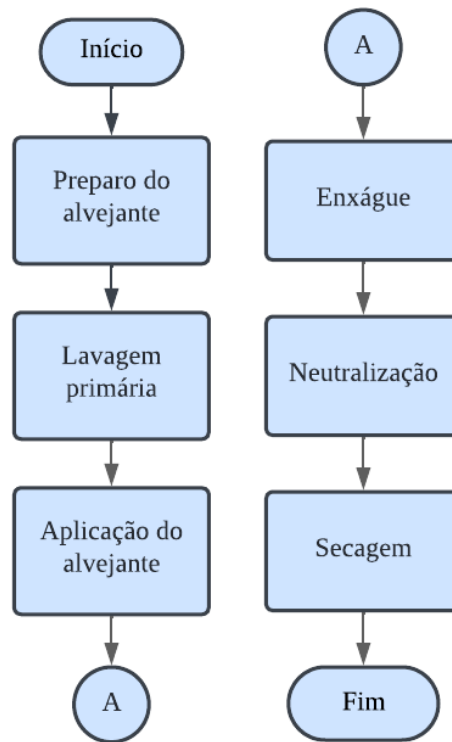 Início
Preparo do
alvejante
Lavagem
primária
Aplicação do
alvejante
A
A
Enxágue
Neutralização
Secagem
Fim